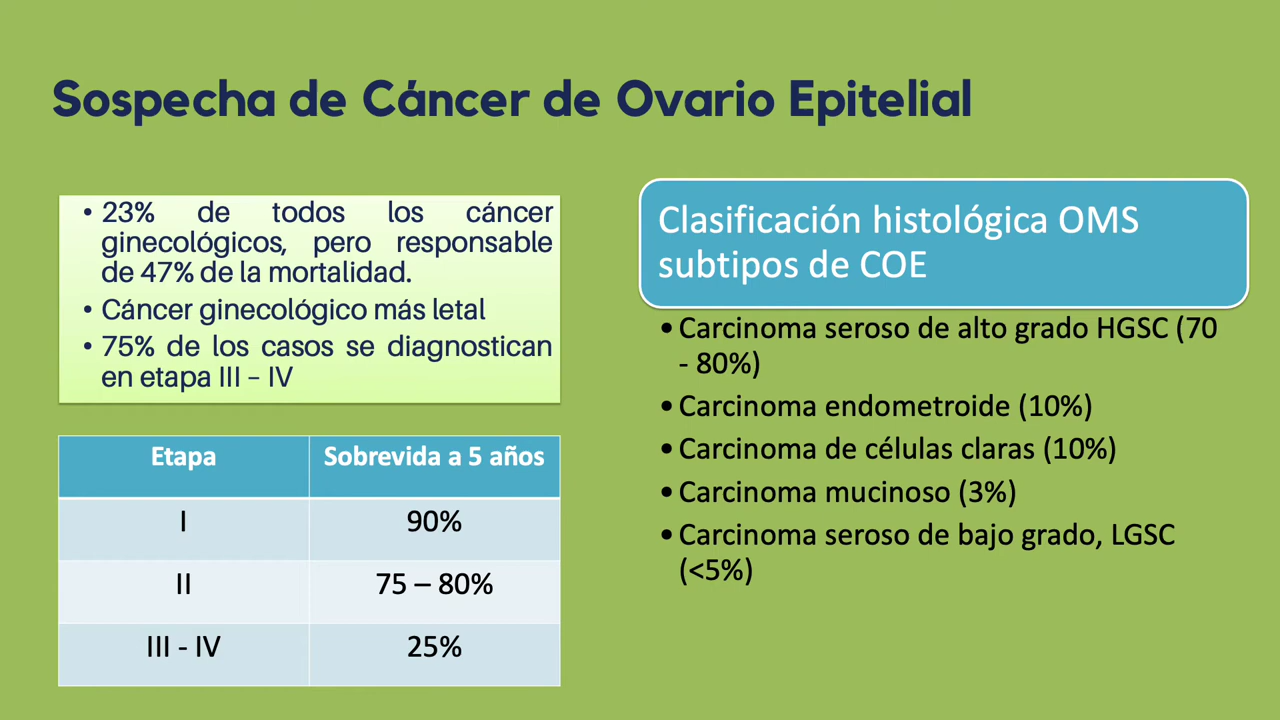 Sospecha de Cáncer de Ovario Epitelial
• 23% de todos los cáncer
ginecológicos, pero responsable
de 47% de la mortalidad.
• Cáncer ginecológico más letal
• 75% de los casos se diagnostican
en etapa III – IV
Etapa Sobrevida a 5 años
I 90%
II 75 – 80%
III - IV 25%
Clasificación histológica OMS
subtipos de COE
• Carcinoma seroso de alto grado HGSC (70
- 80%)
• Carcinoma endometroide (10%)
• Carcinoma de células claras (10%)
• Carcinoma mucinoso (3%)
• Carcinoma seroso de bajo grado, LGSC
(<5%)